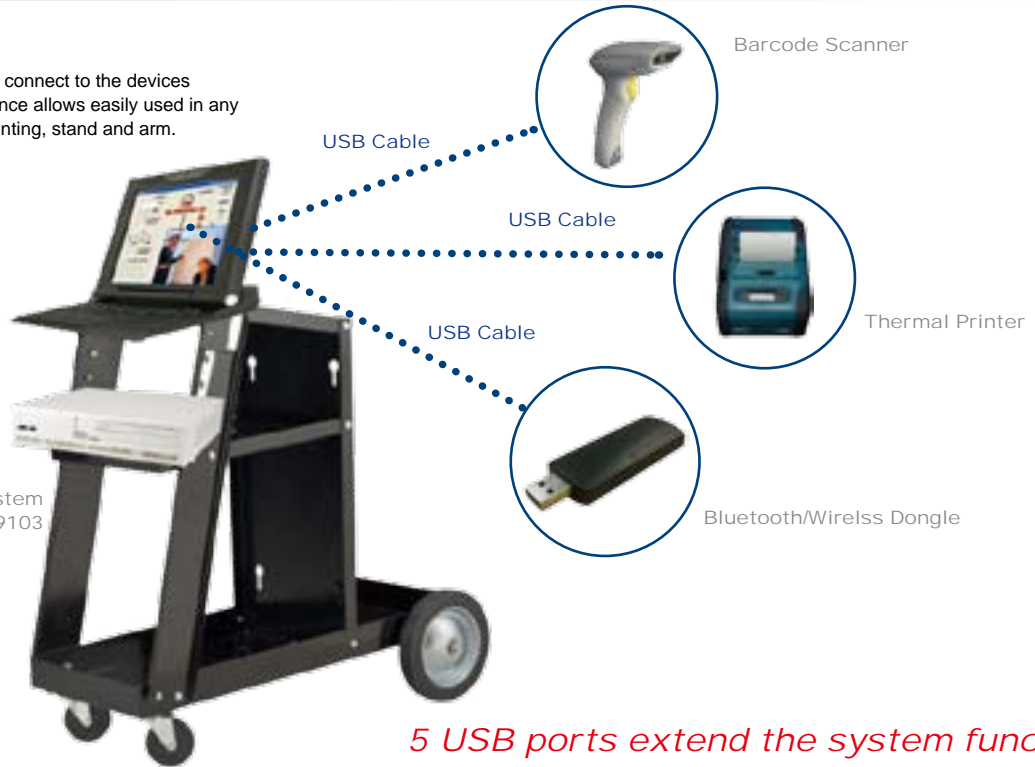 Barcode Scanner
connect to the devices
ance allows easily used in any
nting, stand and arm.
USB Cable
USB Cable
Thermal Printer
USB Cable
stem
9103
Bluetooth/Wirelss Dongle
5 USB ports extend the system func